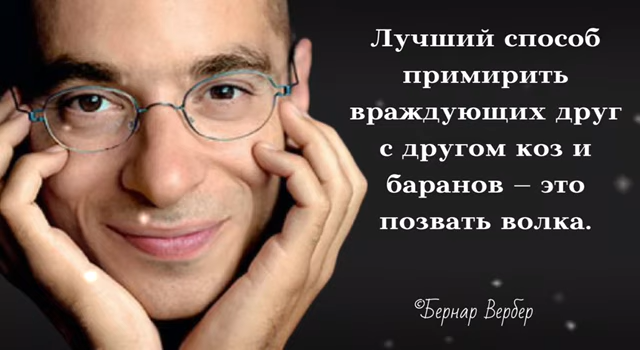 Лучший способ
примирить
враждующих друг
с другом коз и
баранов – это
позвать волка.
©Бернар Вербер